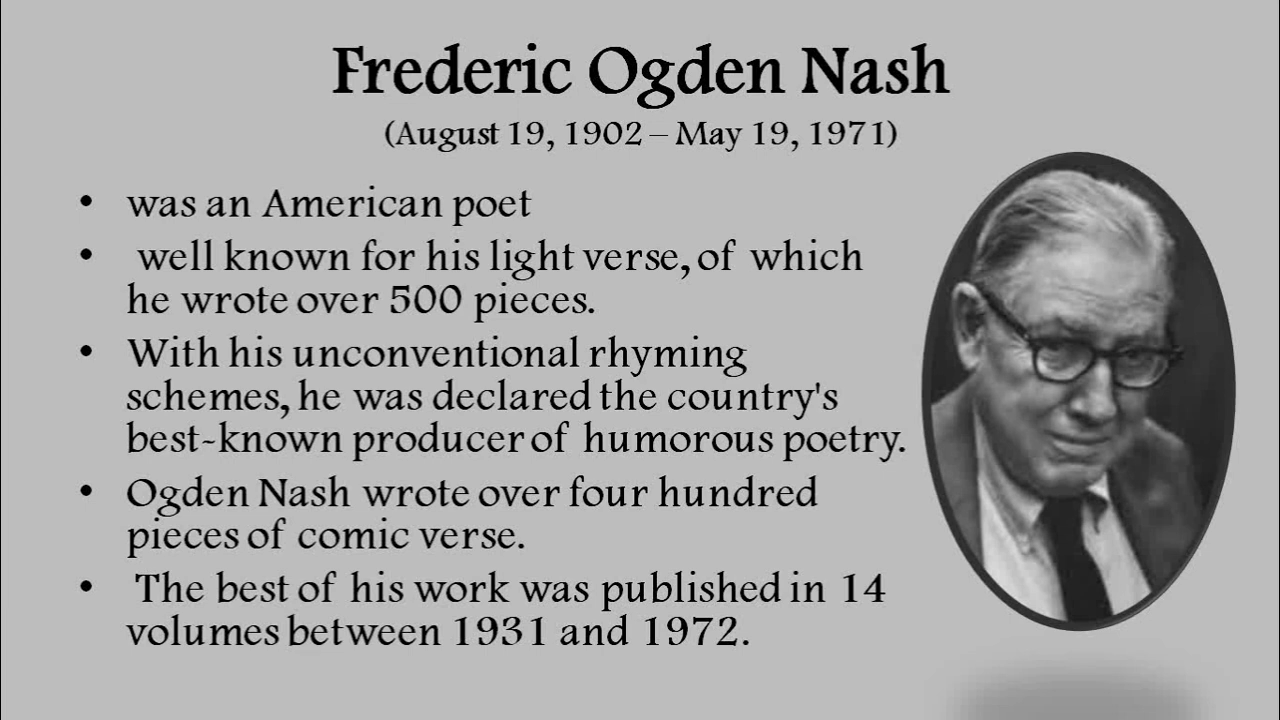 Frederic Ogden Nash
(August 19, 1902 – May 19, 1971)
• was an American poet
• well known for his light verse, of which
he wrote over 500 pieces.
• With his unconventional rhyming
schemes, he was declared the country's
best-known producer of humorous poetry.
• Ogden Nash wrote over four hundred
pieces of comic verse.
• The best of his work was published in 14
volumes between 1931 and 1972.